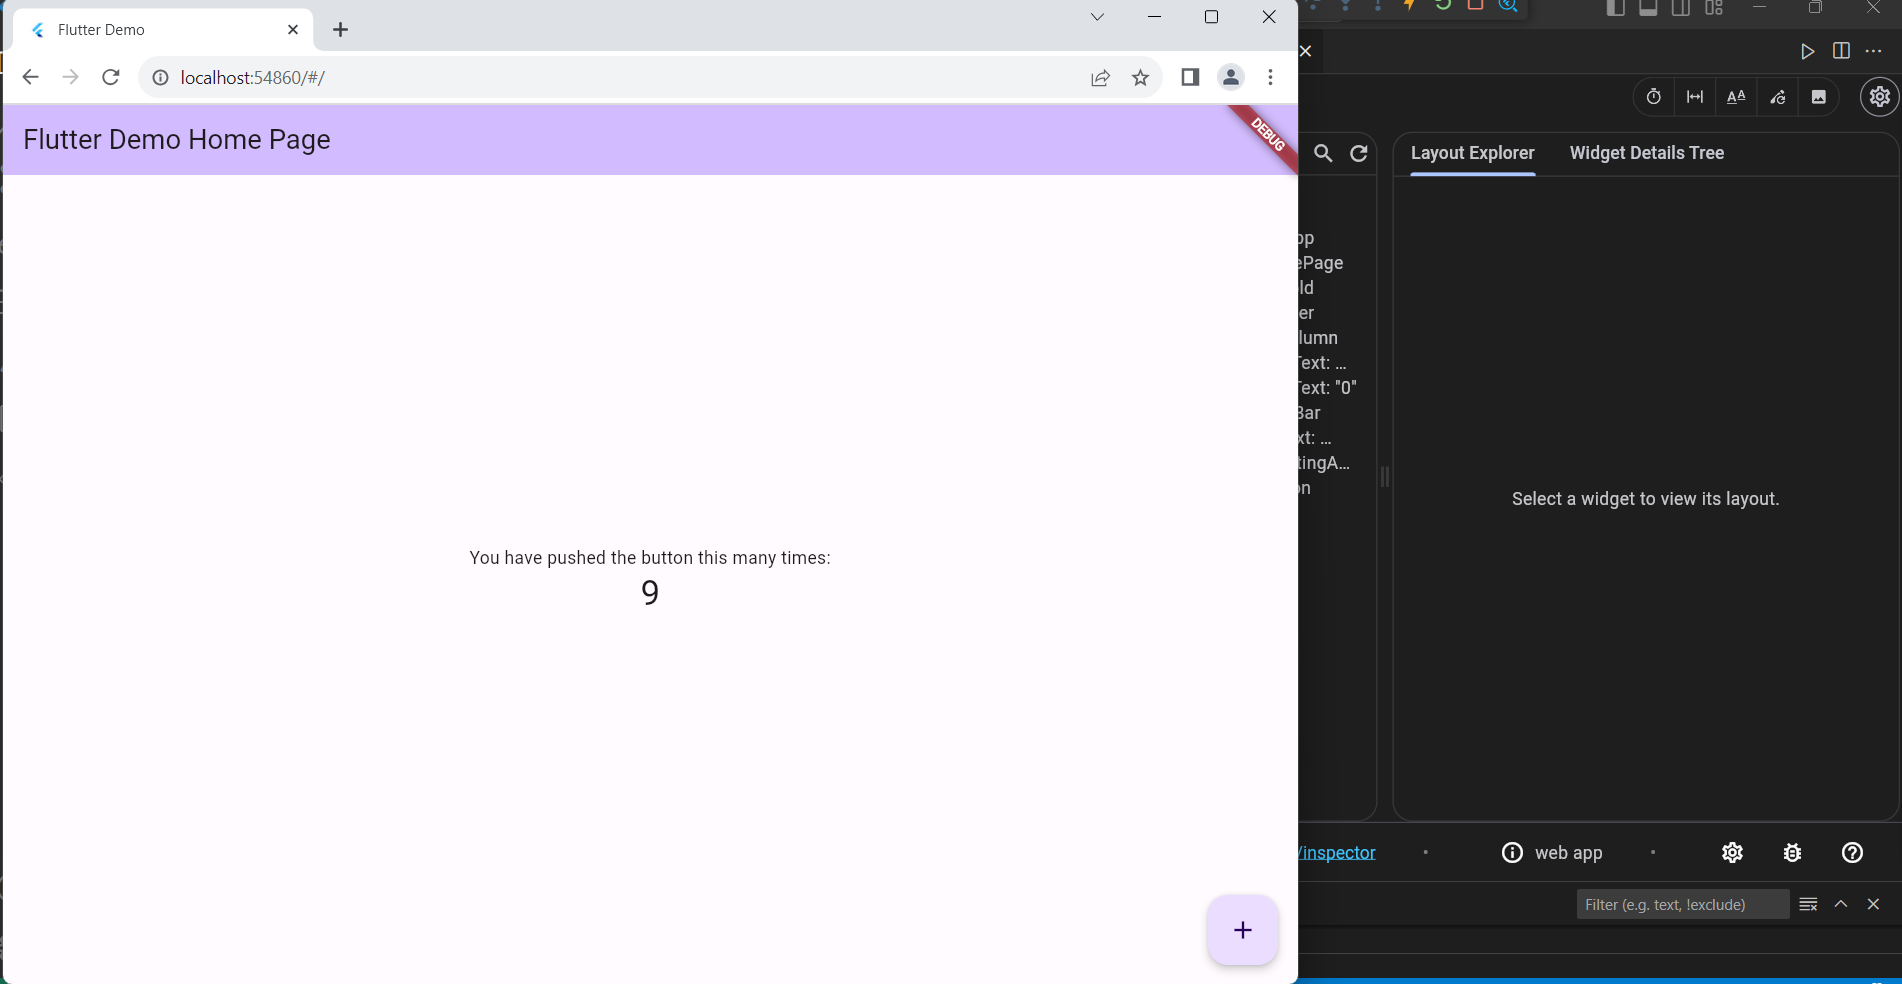 Flutter Demo
localhost:54860/#/
Flutter Demo Home Page
DEBUG
You have pushed the button this many times:
9
Layout Explorer
Widget Details Tree
pp
ePage
ld
er
lumn
Text: ...
Text: "0"
Bar
xt: ...
tingA...
on
Select a widget to view its layout.
/inspector
web app
Filter (e.g. text, !exclude)